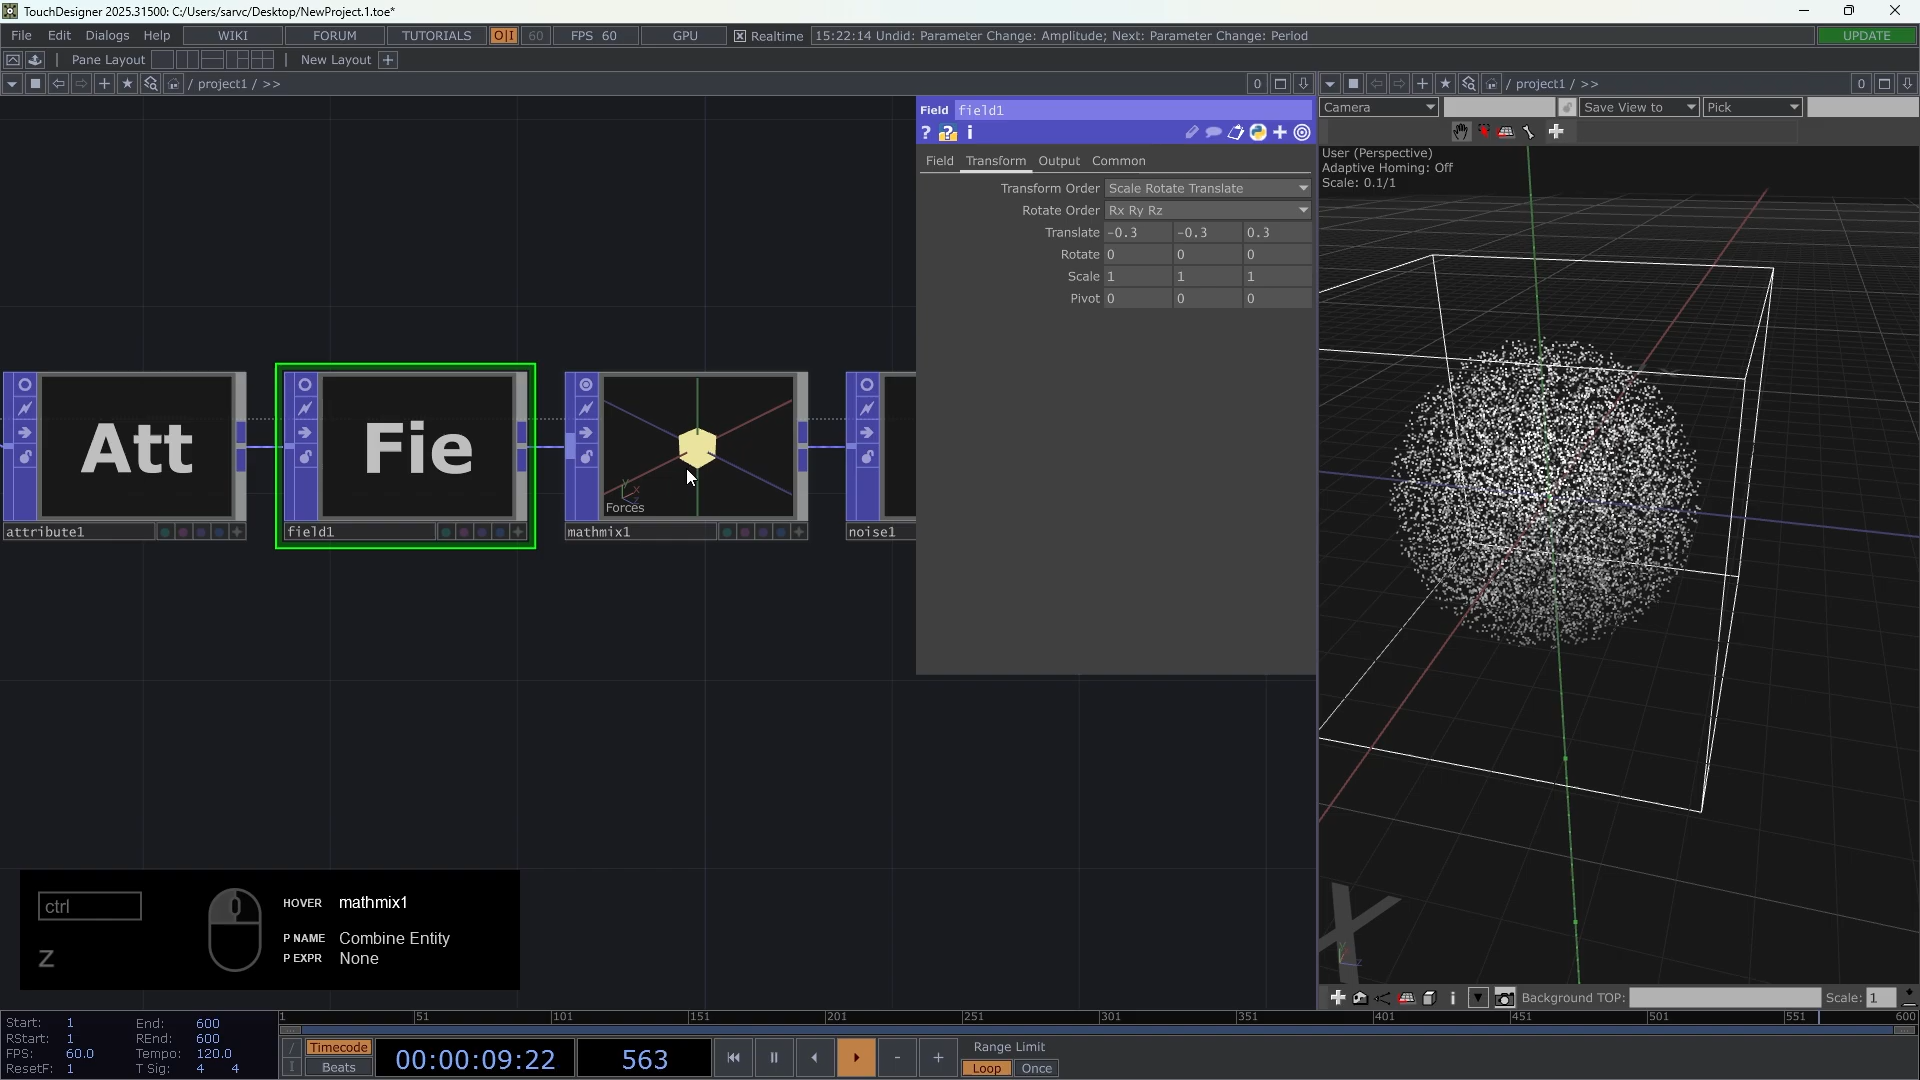 TouchDesigner 2025.31500: C:/Users/sarvc/Desktop/NewProject.1.toe*
File Edit Dialogs Help WIKI FORUM TUTORIALS O|I 60 FPS 60 GPU Realtime 15:22:14 Undid: Parameter Change: Amplitude; Next: Parameter Change: Period UPDATE
Pane Layout New Layout +
/ project1 / >> 0
/ project1 / >> 0
Field field1
? ? i
Field Transform Output Common
Transform Order Scale Rotate Translate
Rotate Order Rx Ry Rz
Translate -0.3 -0.3 0.3
Rotate 0 0 0
Scale 1 1 1
Pivot 0 0 0
Camera Save View to Pick
User (Perspective)
Adaptive Homing: Off
Scale: 0.1/1
Att
Fie
Forces
attribute1
field1
mathmix1
noise1
ctrl
Z
HOVER mathmix1
P NAME Combine Entity
P EXPR None
X
Background TOP: Scale: 1
Start: 1 End: 600
RStart: 1 REnd: 600
FPS: 60.0 Tempo: 120.0
ResetF: 1 T Sig: 4 4
1 51 101 151 201 251 301 351 401 451 501 551 600
Timecode
Beats
00:00:09:22
563
Range Limit
Loop Once